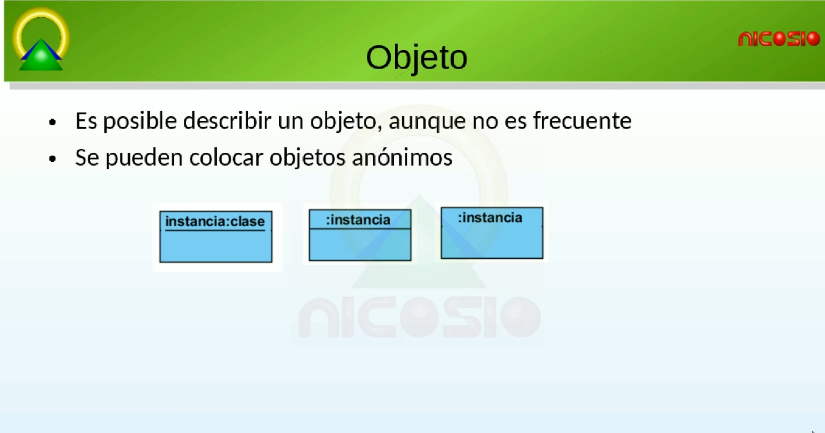 NICOSIO
Objeto
• Es posible describir un objeto, aunque no es frecuente
• Se pueden colocar objetos anónimos
instancia:clase
:instancia
:instancia
NICOSIO